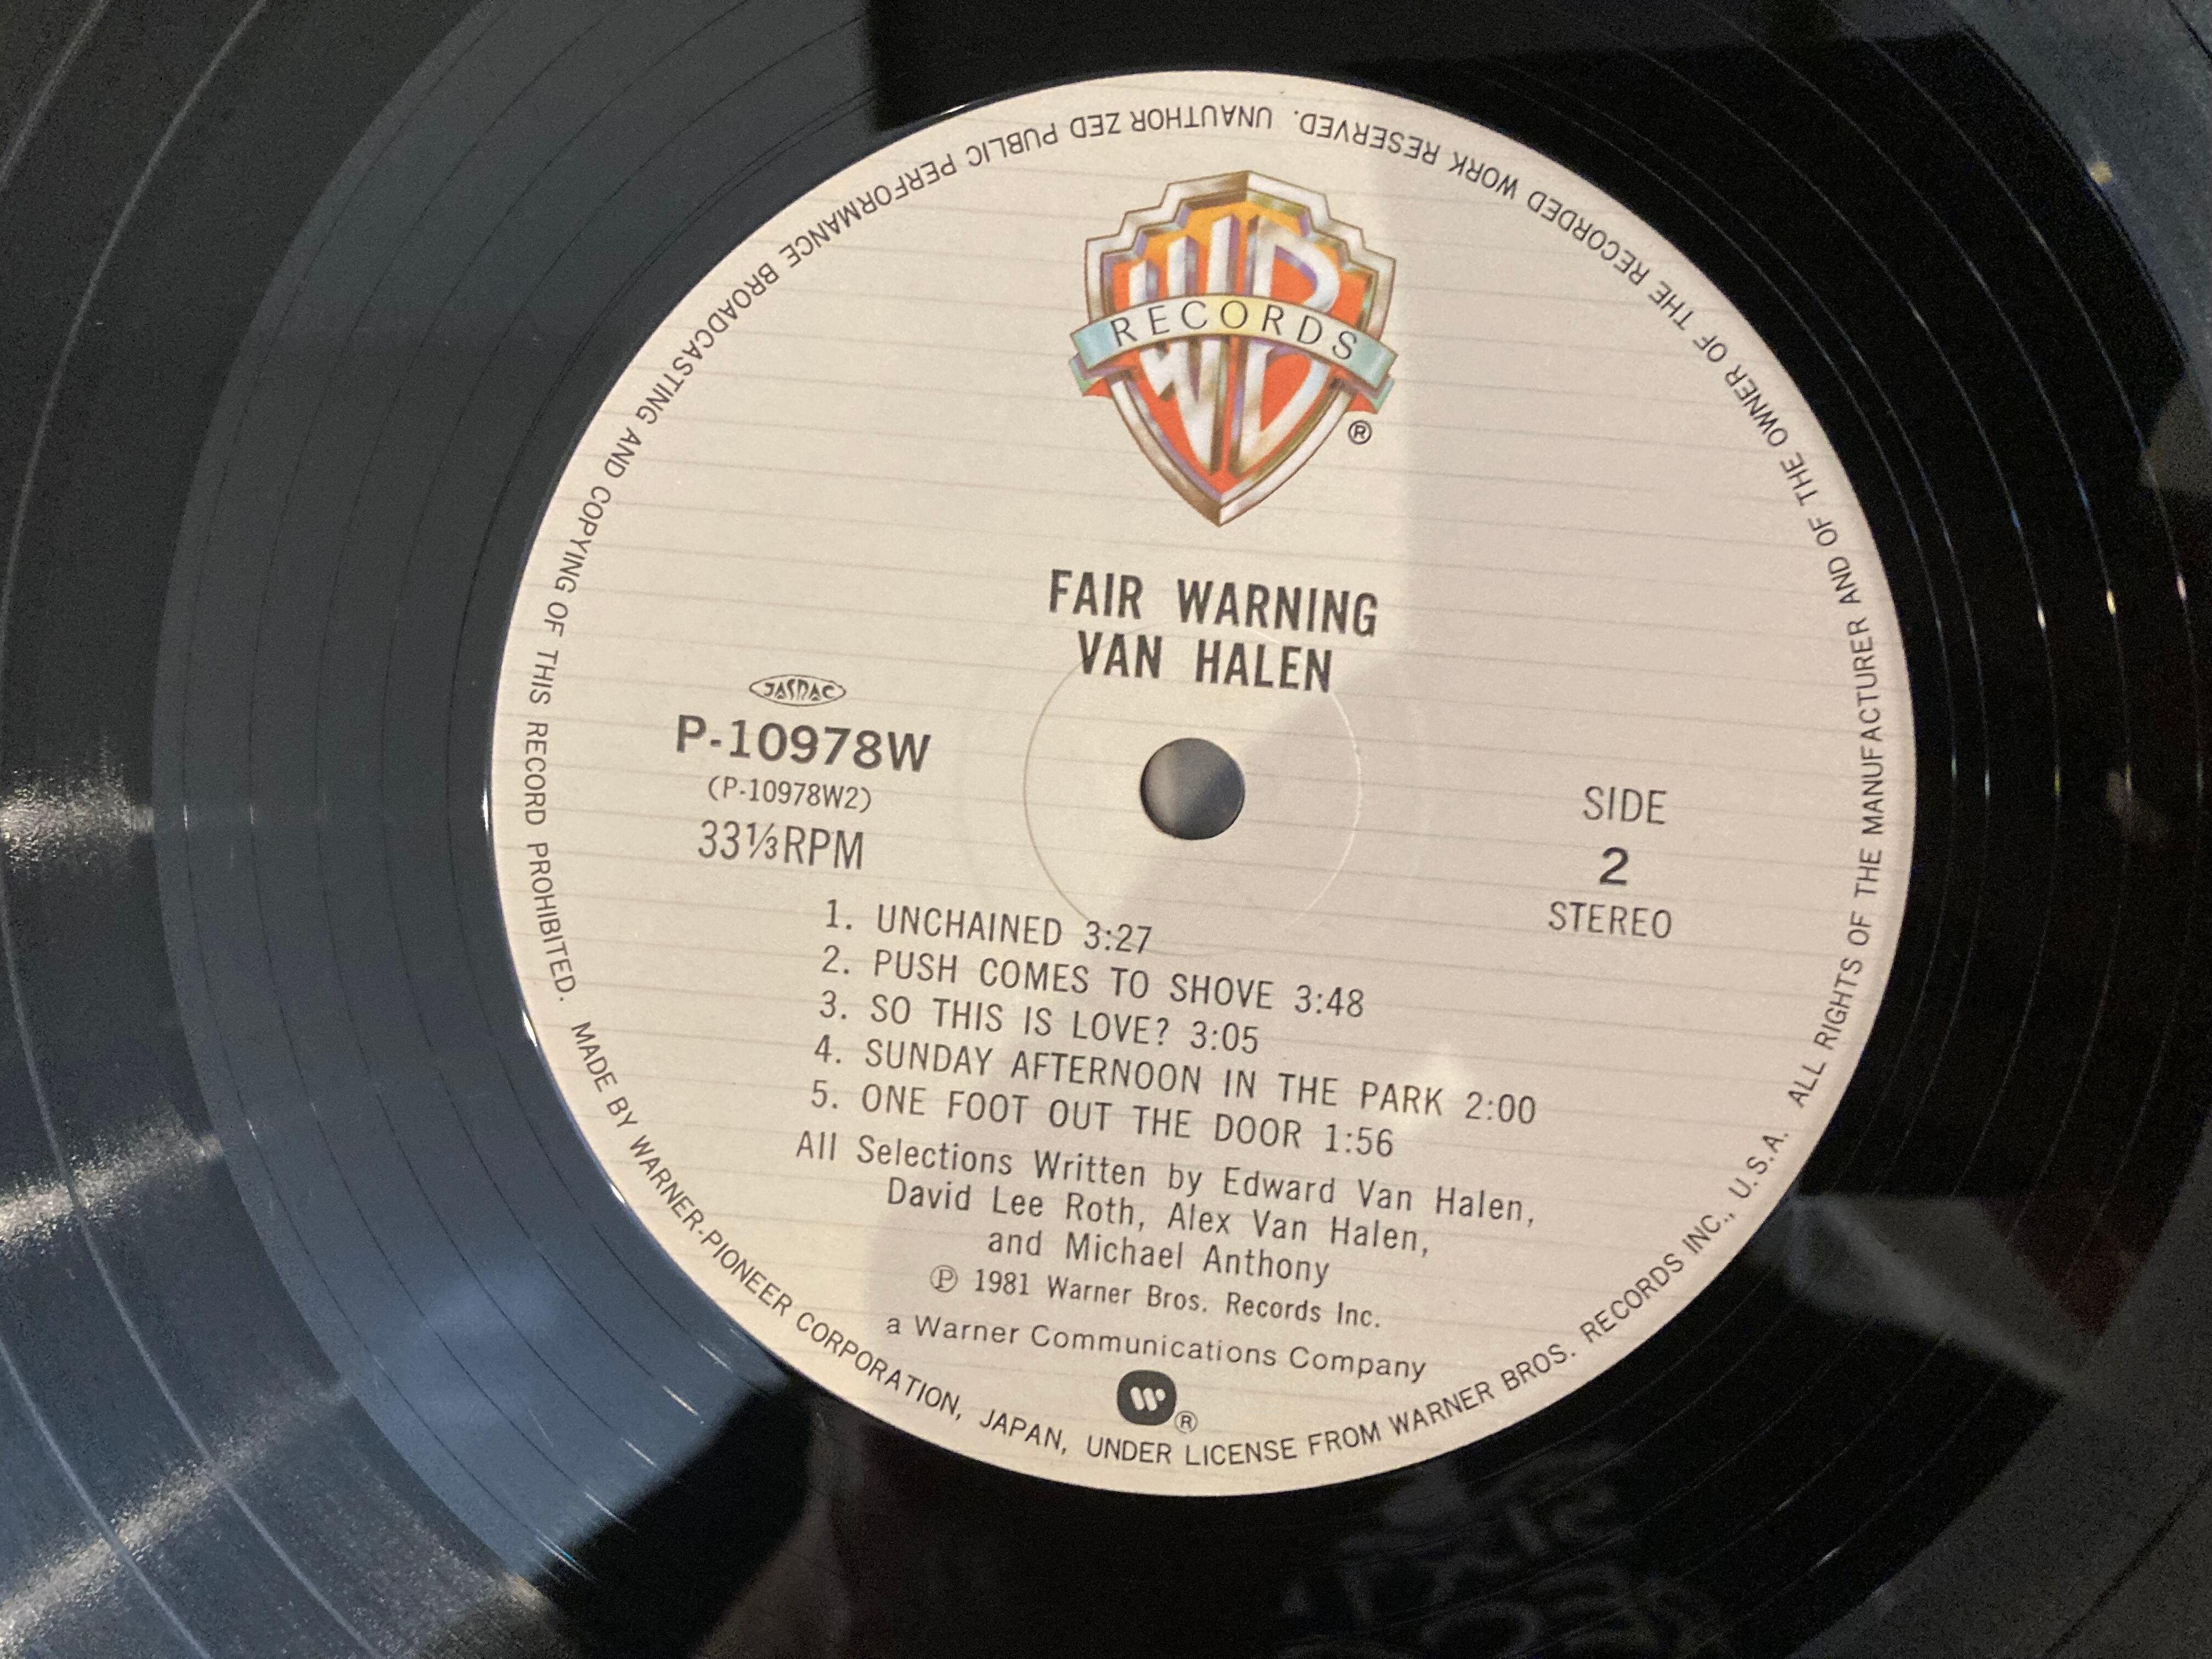 WB
RECORDS
®
FAIR WARNING
VAN HALEN
JASRAC
P-10978W
(P-10978W2)
33⅓RPM
SIDE
2
STEREO
1. UNCHAINED 3:27
2. PUSH COMES TO SHOVE 3:48
3. SO THIS IS LOVE? 3:05
4. SUNDAY AFTERNOON IN THE PARK 2:00
5. ONE FOOT OUT THE DOOR 1:56
All Selections Written by Edward Van Halen,
David Lee Roth, Alex Van Halen,
and Michael Anthony
Ⓟ 1981 Warner Bros. Records Inc.
a Warner Communications Company
W®
MADE BY WARNER-PIONEER CORPORATION, JAPAN, UNDER LICENSE FROM WARNER BROS. RECORDS INC., U.S.A. ALL RIGHTS OF THE MANUFACTURER AND OF THE OWNER OF THE RECORDED WORK RESERVED. UNAUTHOR ZED PUBLIC PERFORMANCE BROADCASTING AND COPYING OF THIS RECORD PROHIBITED.